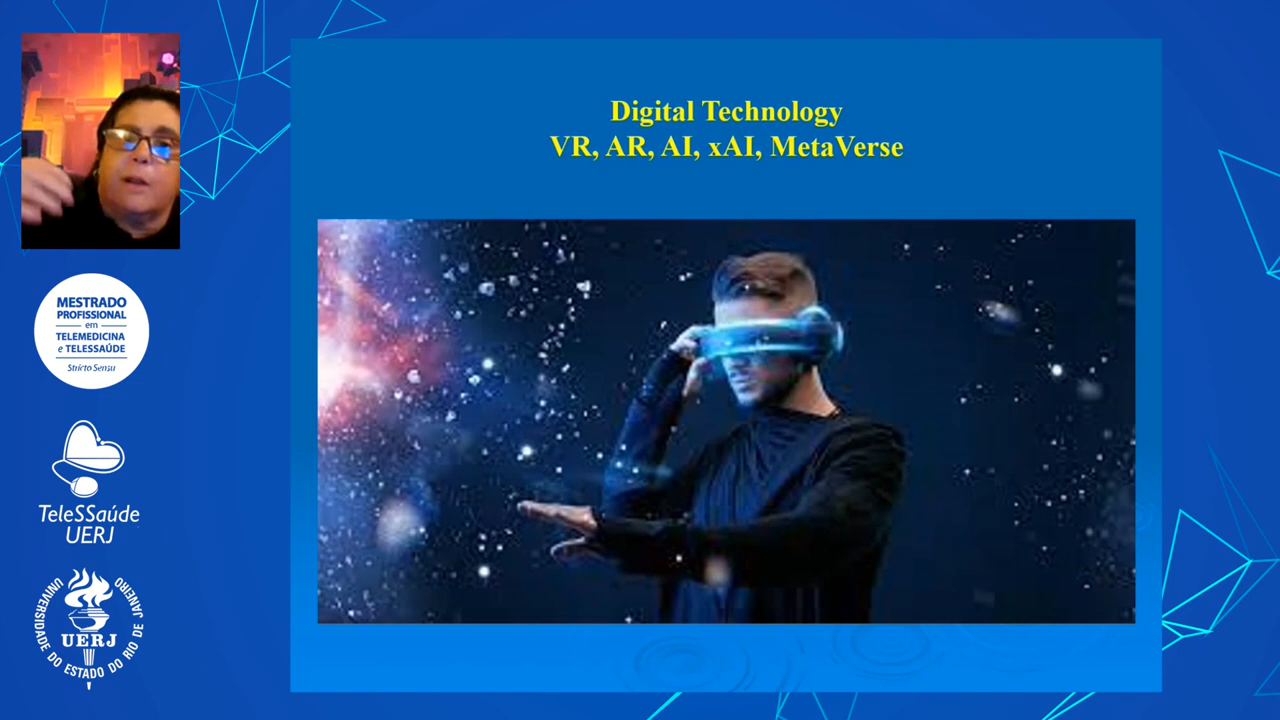 Digital Technology
VR, AR, AI, xAI, MetaVerse
MESTRADO
PROFISSIONAL
em
TELEMEDICINA
e TELESSAÚDE
Stricto Sensu
TeleSSaúde
UERJ
UNIVERSIDADE DO ESTADO DO RIO DE JANEIRO
UERJ